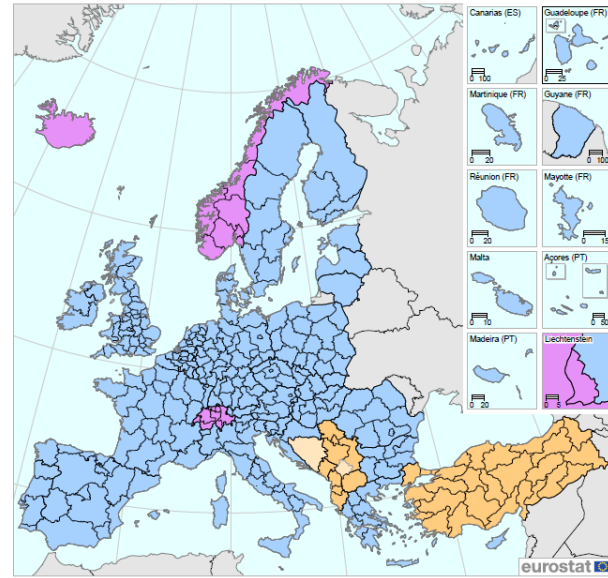 Canarias (ES)
0 100
Guadeloupe (FR)
0 25
Martinique (FR)
0 20
Guyane (FR)
0 100
Réunion (FR)
0 20
Mayotte (FR)
0 15
Malta
0 10
Açores (PT)
0 50
Madeira (PT)
0 20
Liechtenstein
0 5
eurostat